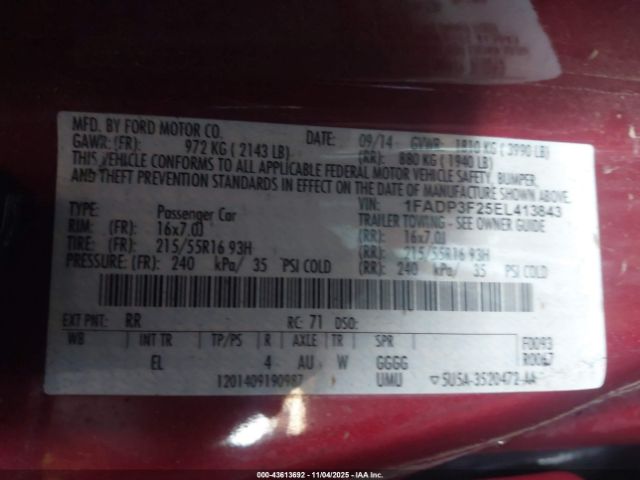 MFD. BY FORD MOTOR CO. DATE: 09/14 GVWR: 1810 KG ( 3990 LB)
GAWR: (FR): 972 KG ( 2143 LB) (RR): 880 KG ( 1940 LB)
THIS VEHICLE CONFORMS TO ALL APPLICABLE FEDERAL MOTOR VEHICLE SAFETY, BUMPER,
AND THEFT PREVENTION STANDARDS IN EFFECT ON THE DATE OF MANUFACTURE SHOWN ABOVE.
VIN: 1FADP3F25EL413843
TYPE: Passenger Car TRAILER TOWING - SEE OWNER GUIDE
RIM: (FR): 16x7.0J (RR): 16x7.0J
TIRE: (FR): 215/55R16 93H (RR): 215/55R16 93H
PRESSURE: (FR): 240 kPa/ 35 PSI COLD (RR): 240 kPa/ 35 PSI COLD
EXT PNT: RR RC: 71 DSO:
WB INT TR TP/PS R AXLE TR SPR F0093
EL 4 AU W GGGG R0067
1201409190987 UMU ▽ 5U5A-3520472-AA
000-43613692 - 11/04/2025 - IAAI.COM